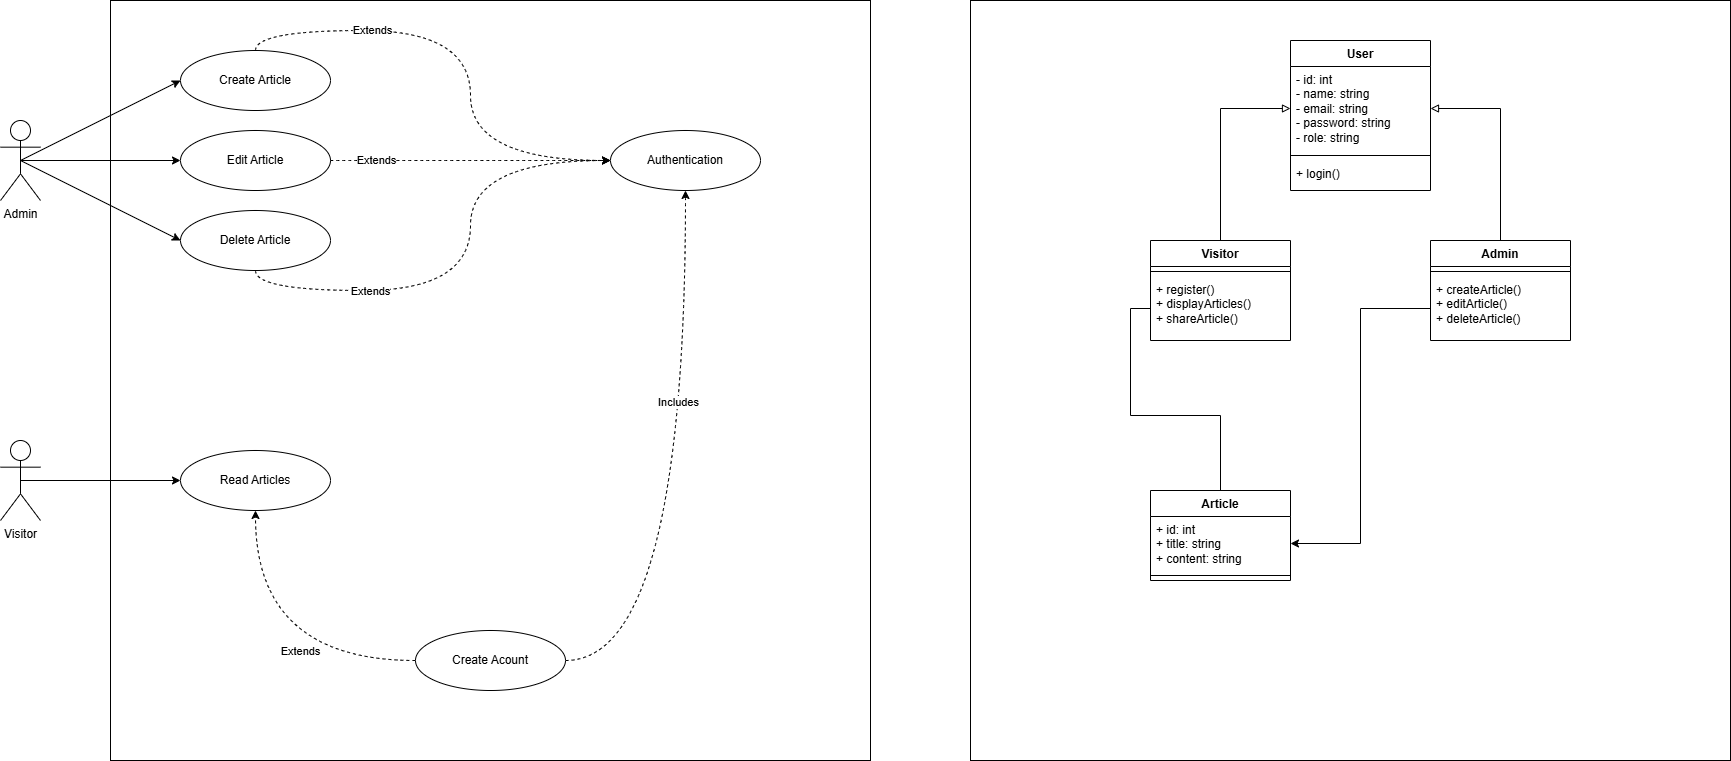 Extends
Create Article
Edit Article
Extends
Authentication
Admin
Delete Article
Extends
Includes
Read Articles
Visitor
Extends
Create Acount
User
- id: int
- name: string
- email: string
- password: string
- role: string
+ login()
Visitor
+ register()
+ displayArticles()
+ shareArticle()
Admin
+ createArticle()
+ editArticle()
+ deleteArticle()
Article
+ id: int
+ title: string
+ content: string